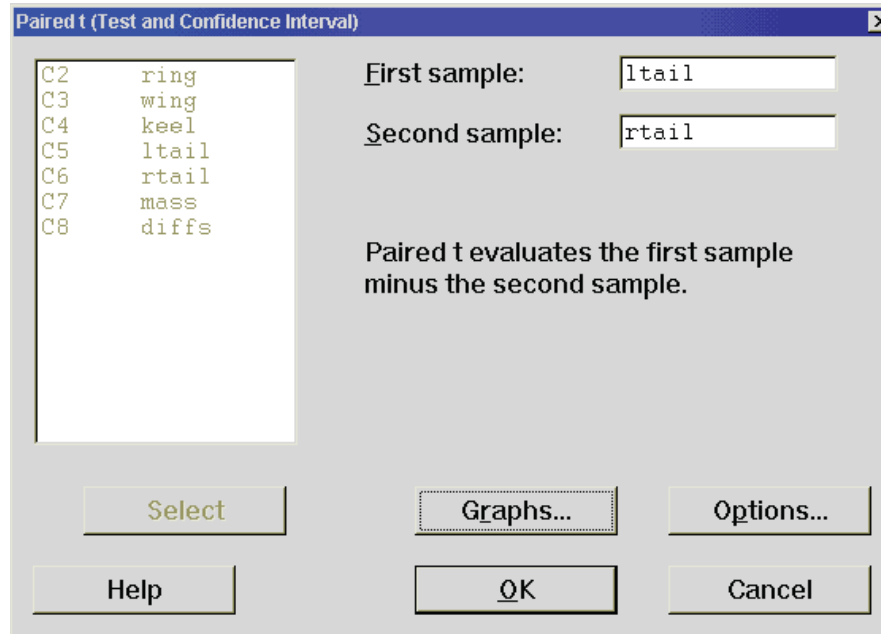 Paired t (Test and Confidence Interval)
C2 ring
C3 wing
C4 keel
C5 ltail
C6 rtail
C7 mass
C8 diffs
First sample: ltail
Second sample: rtail
Paired t evaluates the first sample
minus the second sample.
Select
Graphs...
Options...
Help
OK
Cancel